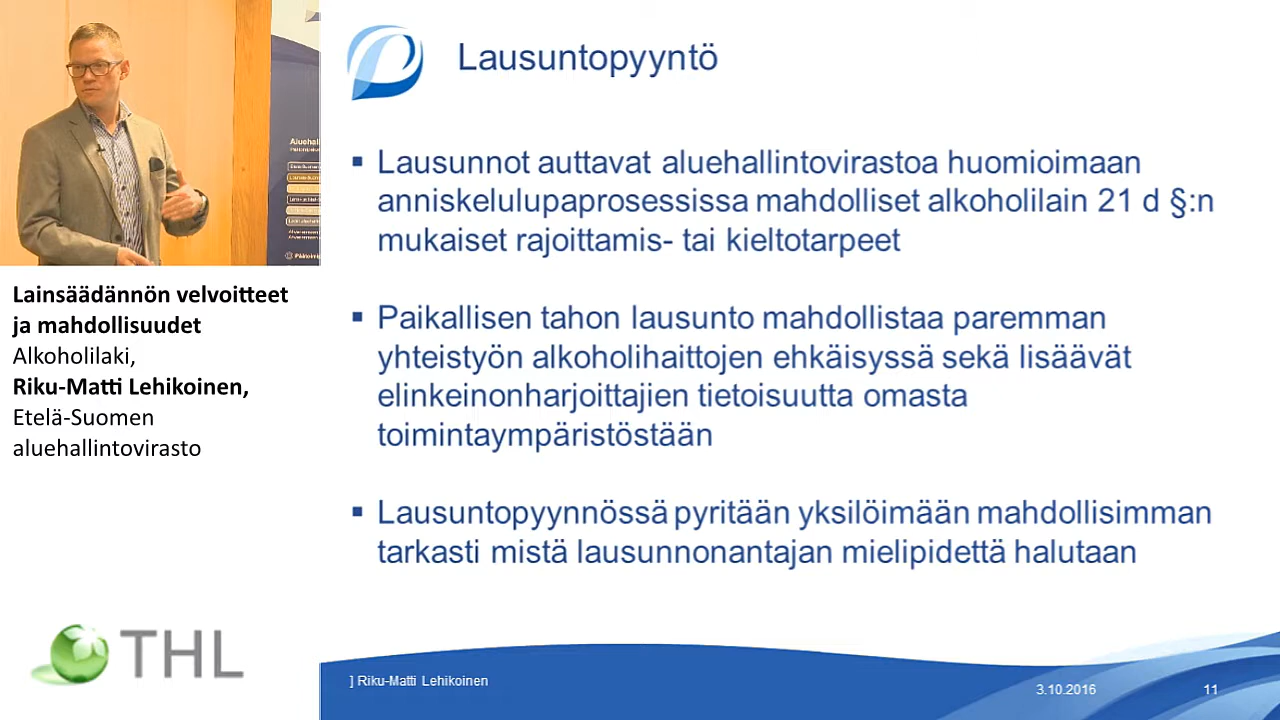 Lausuntopyyntö
Lausunnot auttavat aluehallintovirastoa huomioimaan
anniskelulupaprosessissa mahdolliset alkoholilain 21 d §:n
mukaiset rajoittamis- tai kieltotarpeet
Paikallisen tahon lausunto mahdollistaa paremman
yhteistyön alkoholihaittojen ehkäisyssä sekä lisäävät
elinkeinonharjoittajien tietoisuutta omasta
toimintaympäristöstään
Lausuntopyynnössä pyritään yksilöimään mahdollisimman
tarkasti mistä lausunnonantajan mielipidettä halutaan
Lainsäädännön velvoitteet
ja mahdollisuudet
Alkoholilaki,
Riku-Matti Lehikoinen,
Etelä-Suomen
aluehallintovirasto
THL
] Riku-Matti Lehikoinen
3.10.2016
11